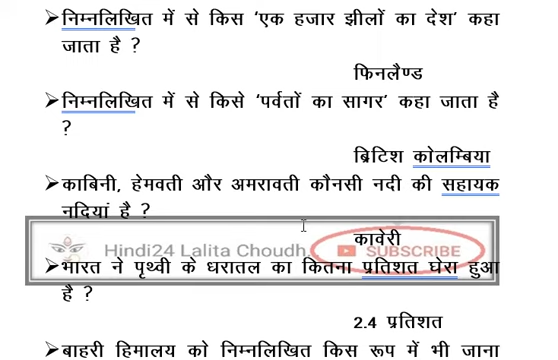 ➢निम्नलिखित में से किस ‘एक हजार झीलों का देश’ कहा
जाता है ?
फिनलैण्ड
➢निम्नलिखित में से किसे ‘पर्वतों का सागर’ कहा जाता है
?
ब्रिटिश कोलम्बिया
➢काबिनी, हेमवती और अमरावती कौनसी नदी की सहायक
नदियां है ?
कावेरी
Hindi24 Lalita Choudh
SUBSCRIBE
➢भारत ने पृथ्वी के धरातल का कितना प्रतिशत घेरा हुआ
है ?
2.4 प्रतिशत
➢बाहरी हिमालय को निम्नलिखित किस रूप में भी जाना